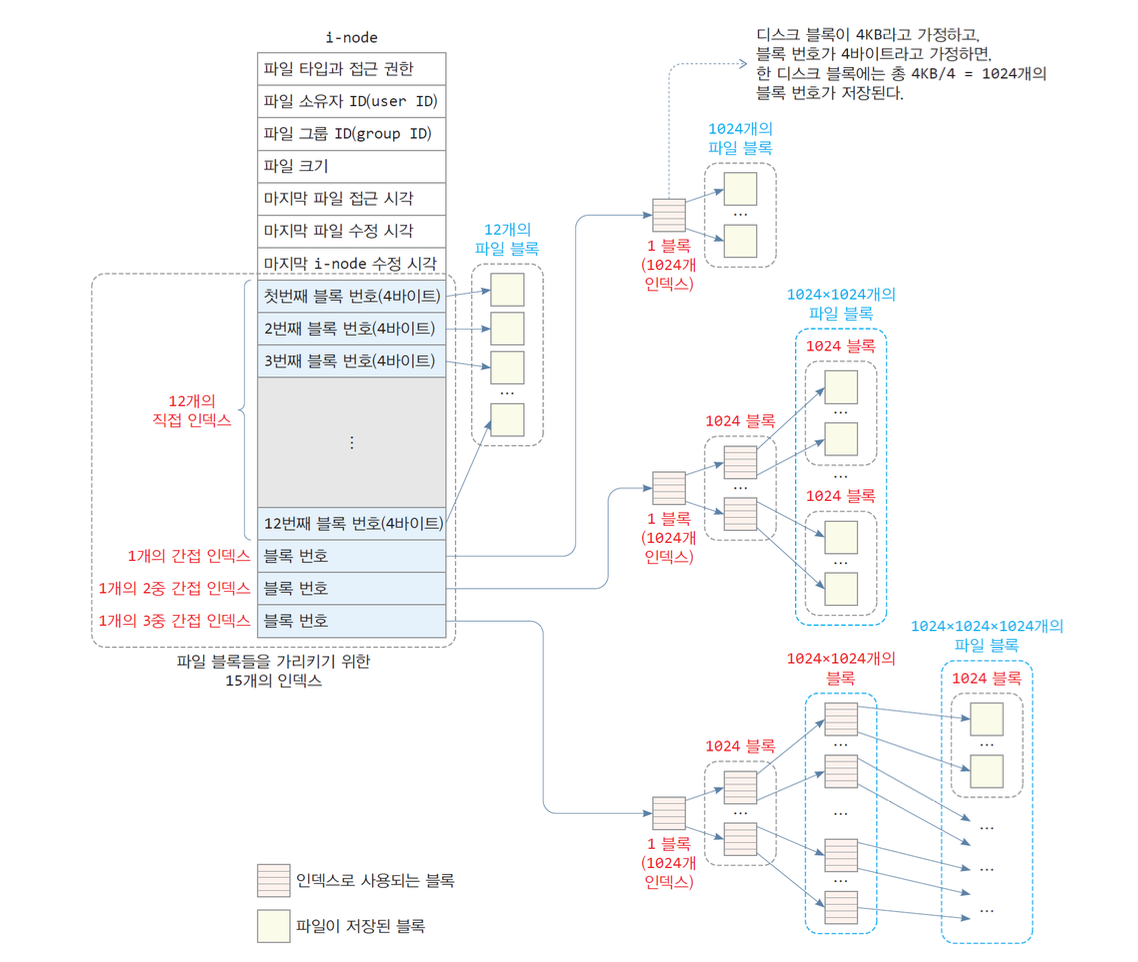 i-node
파일 타입과 접근 권한
파일 소유자 ID(user ID)
파일 그룹 ID(group ID)
파일 크기
마지막 파일 접근 시각
마지막 파일 수정 시각
마지막 i-node 수정 시각
첫번째 블록 번호(4바이트)
2번째 블록 번호(4바이트)
3번째 블록 번호(4바이트)
⋮
12번째 블록 번호(4바이트)
블록 번호
블록 번호
블록 번호
12개의
직접 인덱스
1개의 간접 인덱스
1개의 2중 간접 인덱스
1개의 3중 간접 인덱스
파일 블록들을 가리키기 위한
15개의 인덱스
12개의
파일 블록
...
디스크 블록이 4KB라고 가정하고,
블록 번호가 4바이트라고 가정하면,
한 디스크 블록에는 총 4KB/4 = 1024개의
블록 번호가 저장된다.
1024개의
파일 블록
...
1 블록
(1024개
인덱스)
1024×1024개의
파일 블록
1024 블록
...
...
1024 블록
...
1024 블록
...
1 블록
(1024개
인덱스)
1024×1024×1024개의
파일 블록
1024 블록
...
...
...
...
1024×1024개의
블록
...
...
...
1024 블록
...
1 블록
(1024개
인덱스)
인덱스로 사용되는 블록
파일이 저장된 블록